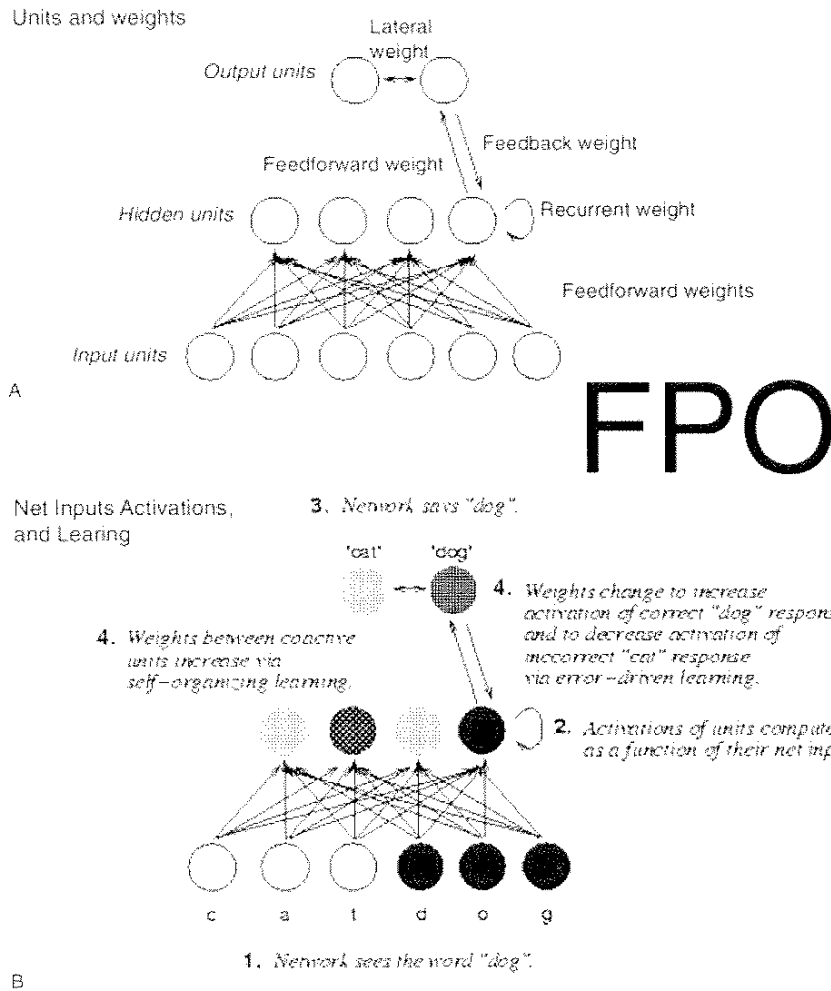 Units and weights
Lateral
weight
Output units
Feedback weight
Feedforward weight
Hidden units
Recurrent weight
Feedforward weights
Input units
A
FPO
Net Inputs Activations,
and Learing
3. Network says "dog".
'cat' 'dog'
4. Weights change to increase
activation of correct "dog" respons
and to decrease activation of
incorrect "cat" response
via error-driven learning.
4. Weights between coactive
units increase via
self-organizing learning.
2. Activations of units compute
as a function of their net inp
c a t d o g
1. Network sees the word "dog".
B